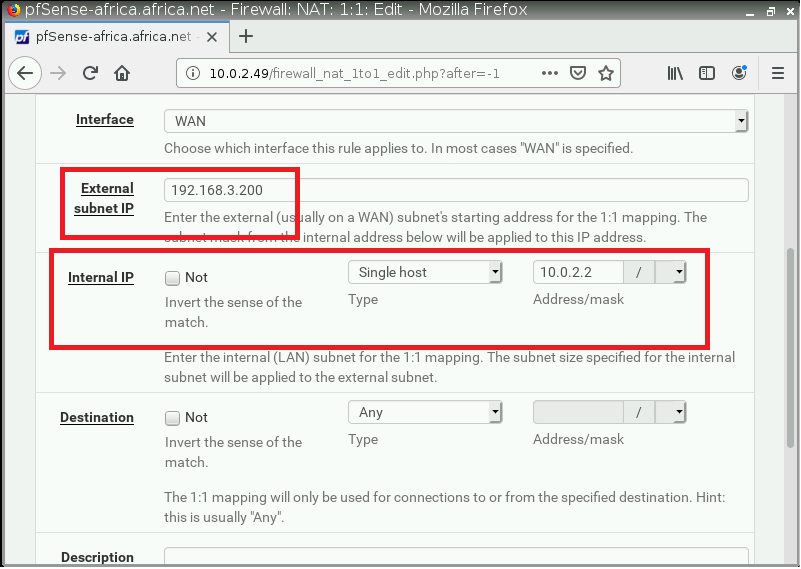 pfSense-africa.africa.net - Firewall: NAT: 1:1: Edit - Mozilla Firefox
pfSense-africa.africa.net -
10.0.2.49/firewall_nat_1to1_edit.php?after=-1
Interface
WAN
Choose which interface this rule applies to. In most cases "WAN" is specified.
External
subnet IP
192.168.3.200
Enter the external (usually on a WAN) subnet's starting address for the 1:1 mapping. The
subnet mask from the internal address below will be applied to this IP address.
Internal IP
Not
Single host
10.0.2.2 /
Invert the sense of the
match.
Type
Address/mask
Enter the internal (LAN) subnet for the 1:1 mapping. The subnet size specified for the internal
subnet will be applied to the external subnet.
Destination
Not
Any
/
Invert the sense of the
match.
Type
Address/mask
The 1:1 mapping will only be used for connections to or from the specified destination. Hint:
this is usually "Any".
Description